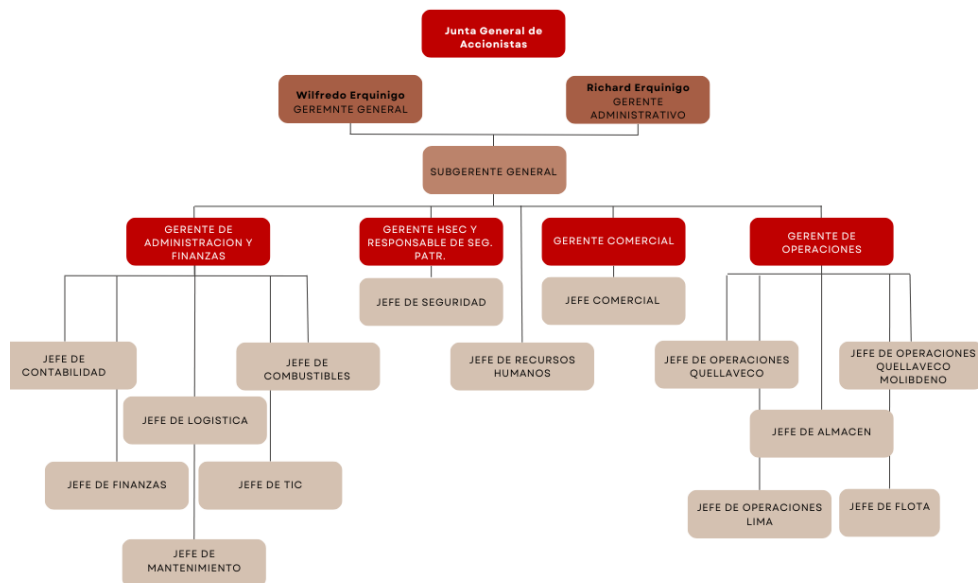 Junta General de
Accionistas
Wilfredo Erquinigo
GEREMNTE GENERAL
Richard Erquinigo
GERENTE
ADMINISTRATIVO
SUBGERENTE GENERAL
GERENTE DE
ADMINISTRACION Y
FINANZAS
GERENTE HSEC Y
RESPONSABLE DE SEG.
PATR.
GERENTE COMERCIAL
GERENTE DE
OPERACIONES
JEFE DE SEGURIDAD
JEFE COMERCIAL
JEFE DE
CONTABILIDAD
JEFE DE
COMBUSTIBLES
JEFE DE RECURSOS
HUMANOS
JEFE DE OPERACIONES
QUELLAVECO
JEFE DE OPERACIONES
QUELLAVECO
MOLIBDENO
JEFE DE LOGISTICA
JEFE DE ALMACEN
JEFE DE FINANZAS
JEFE DE TIC
JEFE DE OPERACIONES
LIMA
JEFE DE FLOTA
JEFE DE
MANTENIMIENTO